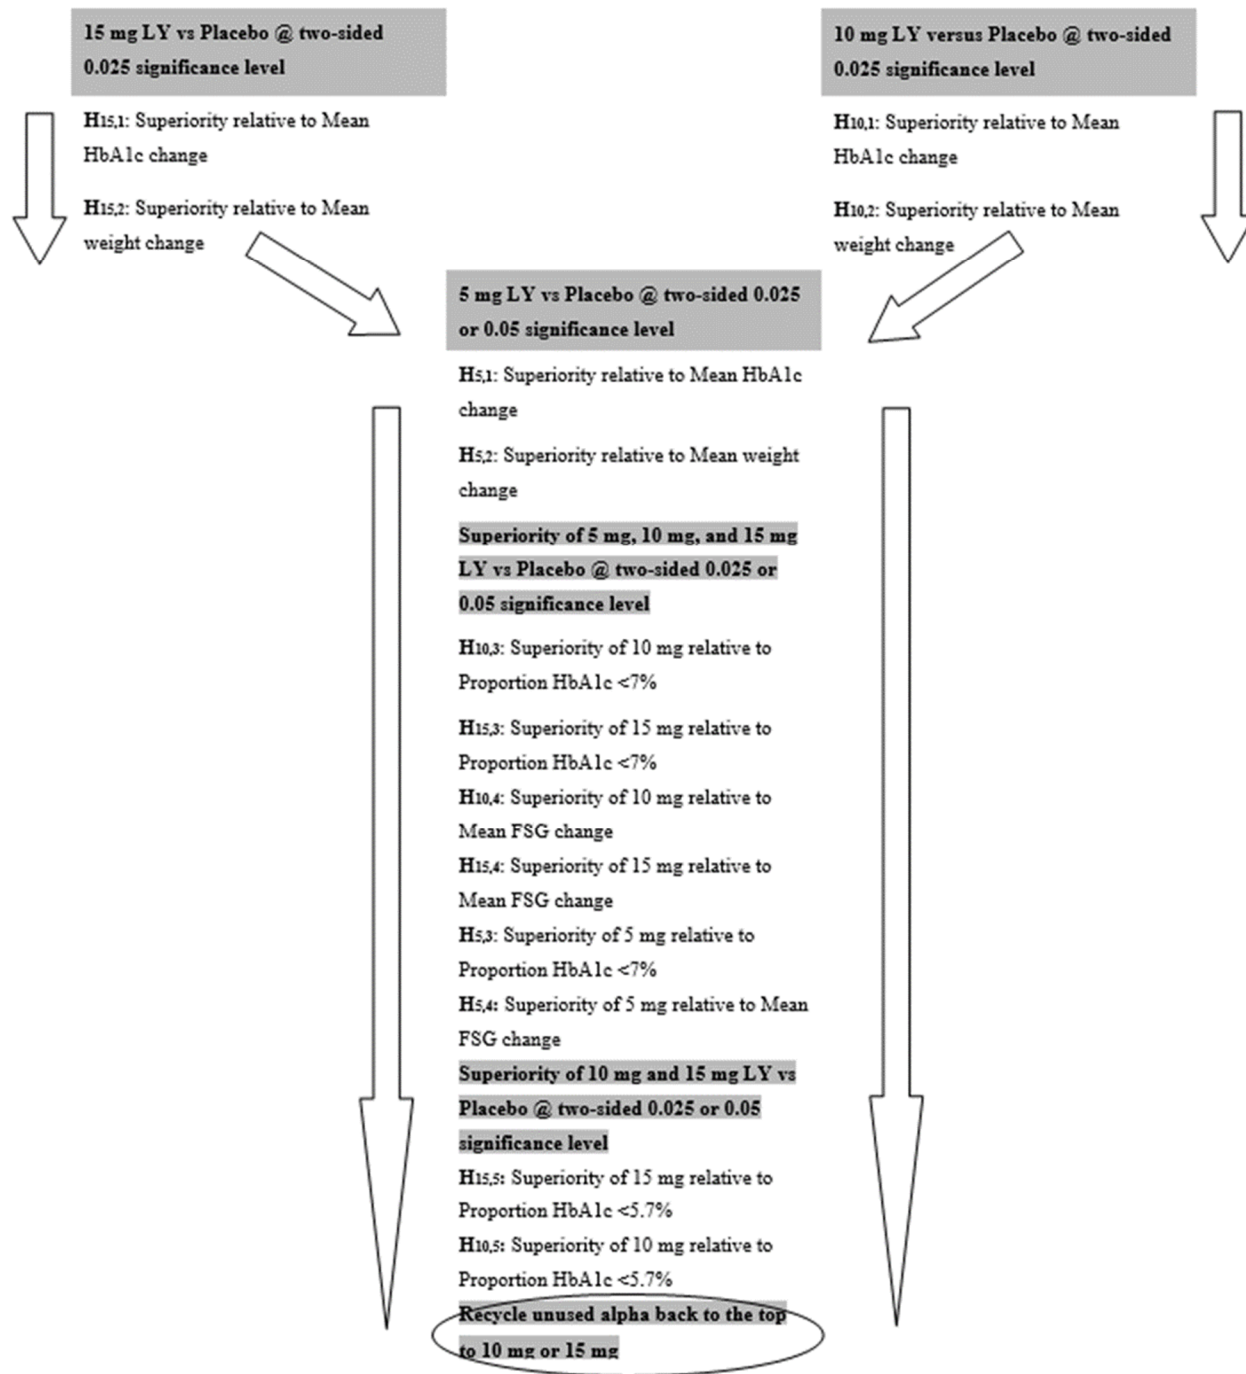 15 mg LY vs Placebo @ two-sided
0.025 significance level
H15,1: Superiority relative to Mean
HbA1c change
H15,2: Superiority relative to Mean
weight change
10 mg LY versus Placebo @ two-sided
0.025 significance level
H10,1: Superiority relative to Mean
HbA1c change
H10,2: Superiority relative to Mean
weight change
5 mg LY vs Placebo @ two-sided 0.025
or 0.05 significance level
H5,1: Superiority relative to Mean HbA1c
change
H5,2: Superiority relative to Mean weight
change
Superiority of 5 mg, 10 mg, and 15 mg
LY vs Placebo @ two-sided 0.025 or
0.05 significance level
H10,3: Superiority of 10 mg relative to
Proportion HbA1c <7%
H15,3: Superiority of 15 mg relative to
Proportion HbA1c <7%
H10,4: Superiority of 10 mg relative to
Mean FSG change
H15,4: Superiority of 15 mg relative to
Mean FSG change
H5,3: Superiority of 5 mg relative to
Proportion HbA1c <7%
H5,4: Superiority of 5 mg relative to Mean
FSG change
Superiority of 10 mg and 15 mg LY vs
Placebo @ two-sided 0.025 or 0.05
significance level
H15,5: Superiority of 15 mg relative to
Proportion HbA1c <5.7%
H10,5: Superiority of 10 mg relative to
Proportion HbA1c <5.7%
Recycle unused alpha back to the top
to 10 mg or 15 mg